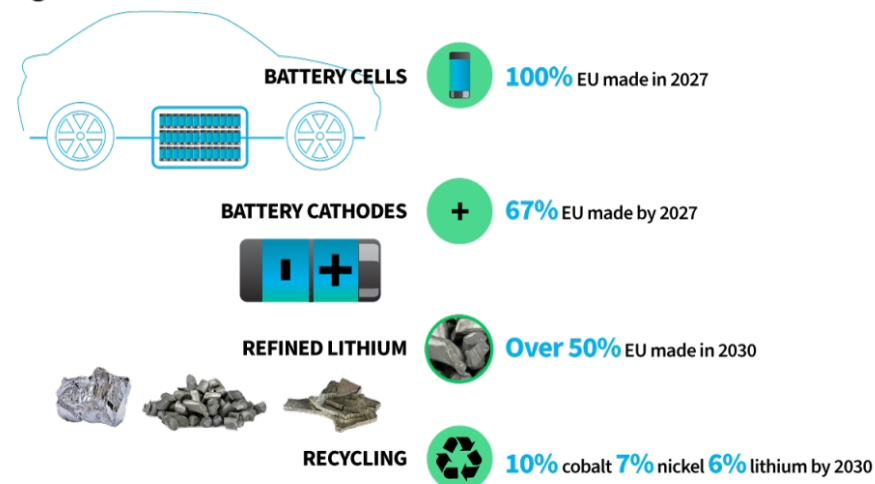 BATTERY CELLS 100% EU made in 2027
BATTERY CATHODES + 67% EU made by 2027
- +
REFINED LITHIUM Over 50% EU made in 2030
RECYCLING 10% cobalt 7% nickel 6% lithium by 2030